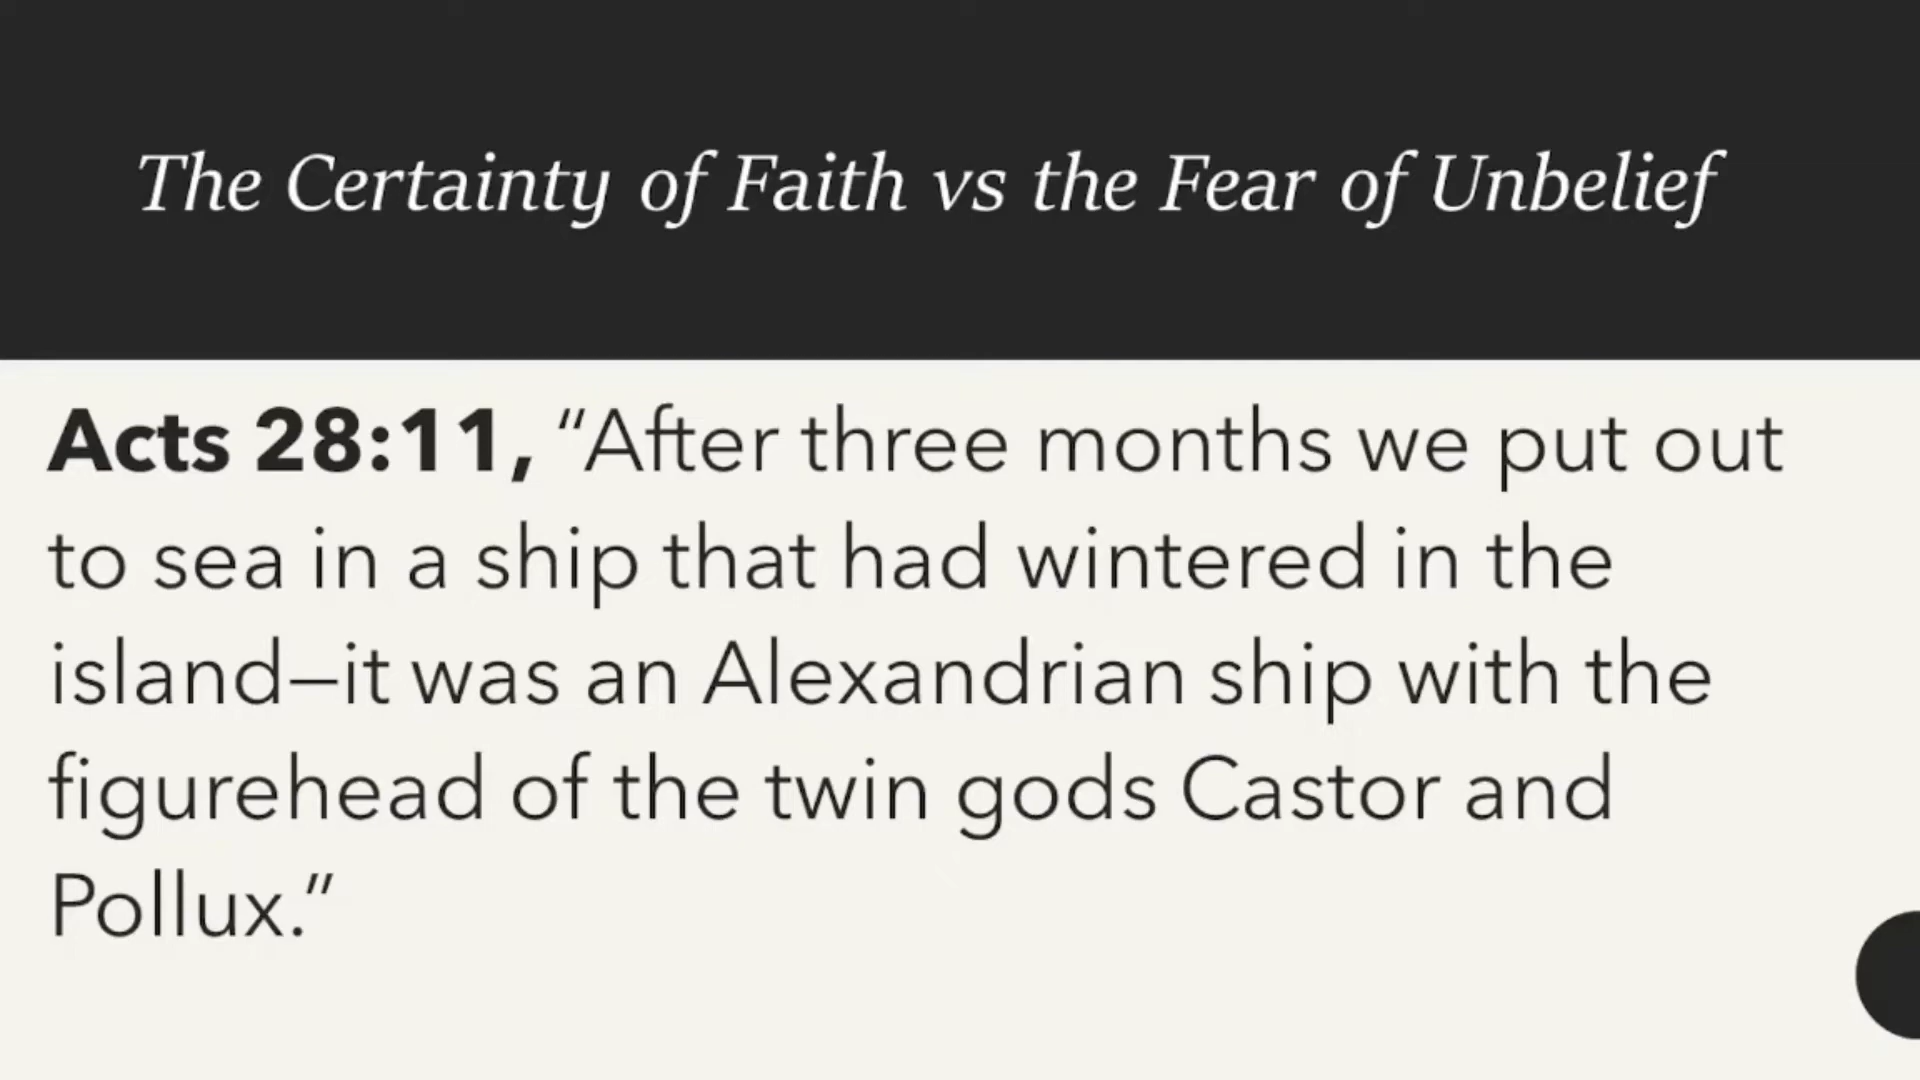 The Certainty of Faith vs the Fear of Unbelief
Acts 28:11, “After three months we put out
to sea in a ship that had wintered in the
island—it was an Alexandrian ship with the
figurehead of the twin gods Castor and
Pollux.”